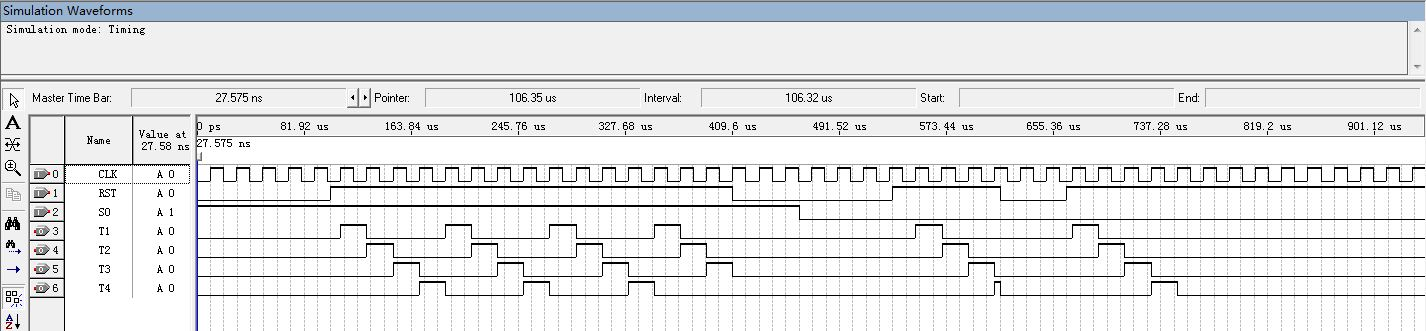 Simulation Waveforms
Simulation mode: Timing
Master Time Bar: 27.575 ns Pointer: 106.35 us Interval: 106.32 us Start: End:
Name Value at 27.58 ns 0 ps 81.92 us 163.84 us 245.76 us 327.68 us 409.6 us 491.52 us 573.44 us 655.36 us 737.28 us 819.2 us 901.12 us
27.575 ns
0 CLK A 0
1 RST A 0
2 S0 A 1
3 T1 A 0
4 T2 A 0
5 T3 A 0
6 T4 A 0